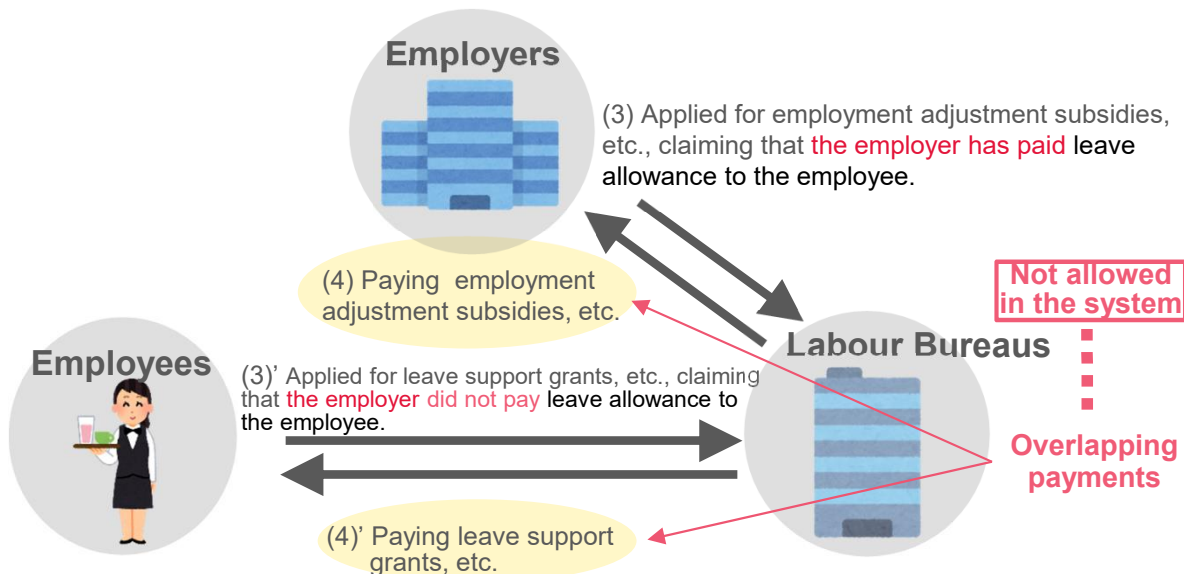 Employers
(3) Applied for employment adjustment subsidies,
etc., claiming that the employer has paid leave
allowance to the employee.
(4) Paying employment
adjustment subsidies, etc.
Not allowed
in the system
Labour Bureaus
Employees
(3)’ Applied for leave support grants, etc., claiming
that the employer did not pay leave allowance to
the employee.
Overlapping
payments
(4)’ Paying leave support
grants, etc.